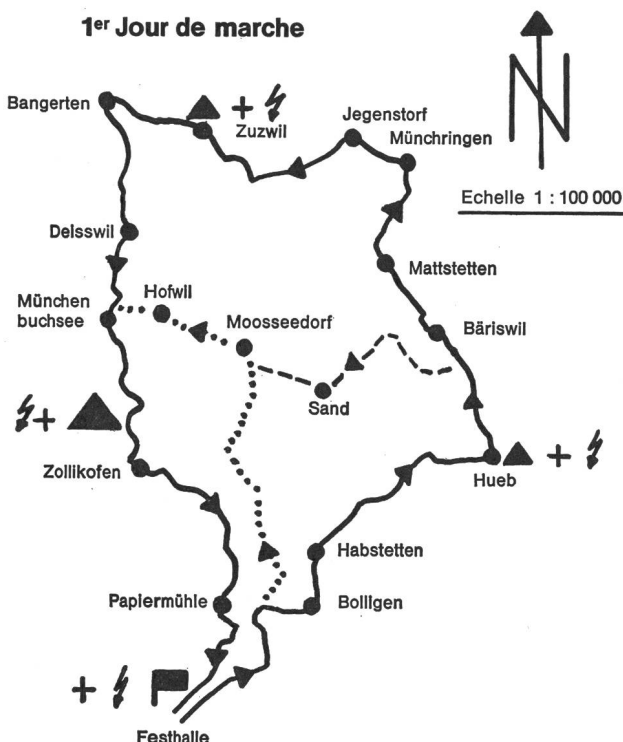 1er Jour de marche
N
Bangerten
+
Zuzwil
Jegenstorf
Münchringen
Echelle 1 : 100 000
Deisswil
Mattstetten
München
buchsee
Hofwil
Moosseedorf
Bäriswil
Sand
+
Zollikofen
+
Hueb
Habstetten
Papiermühle
Bolligen
+
Festhalle